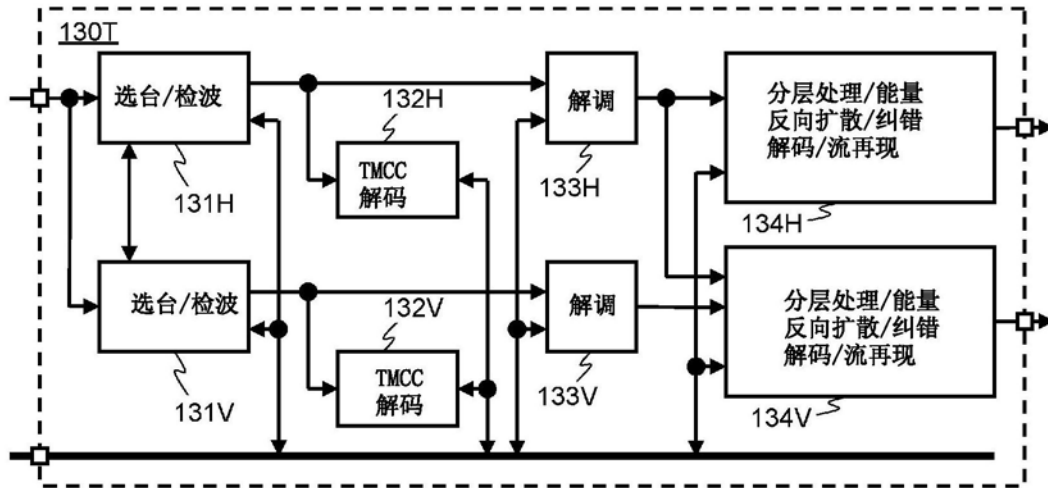 130T
选台/检波
131H
132H
TMCC
解码
解调
133H
分层处理/能量
反向扩散/纠错
解码/流再现
134H
选台/检波
131V
132V
TMCC
解码
解调
133V
分层处理/能量
反向扩散/纠错
解码/流再现
134V